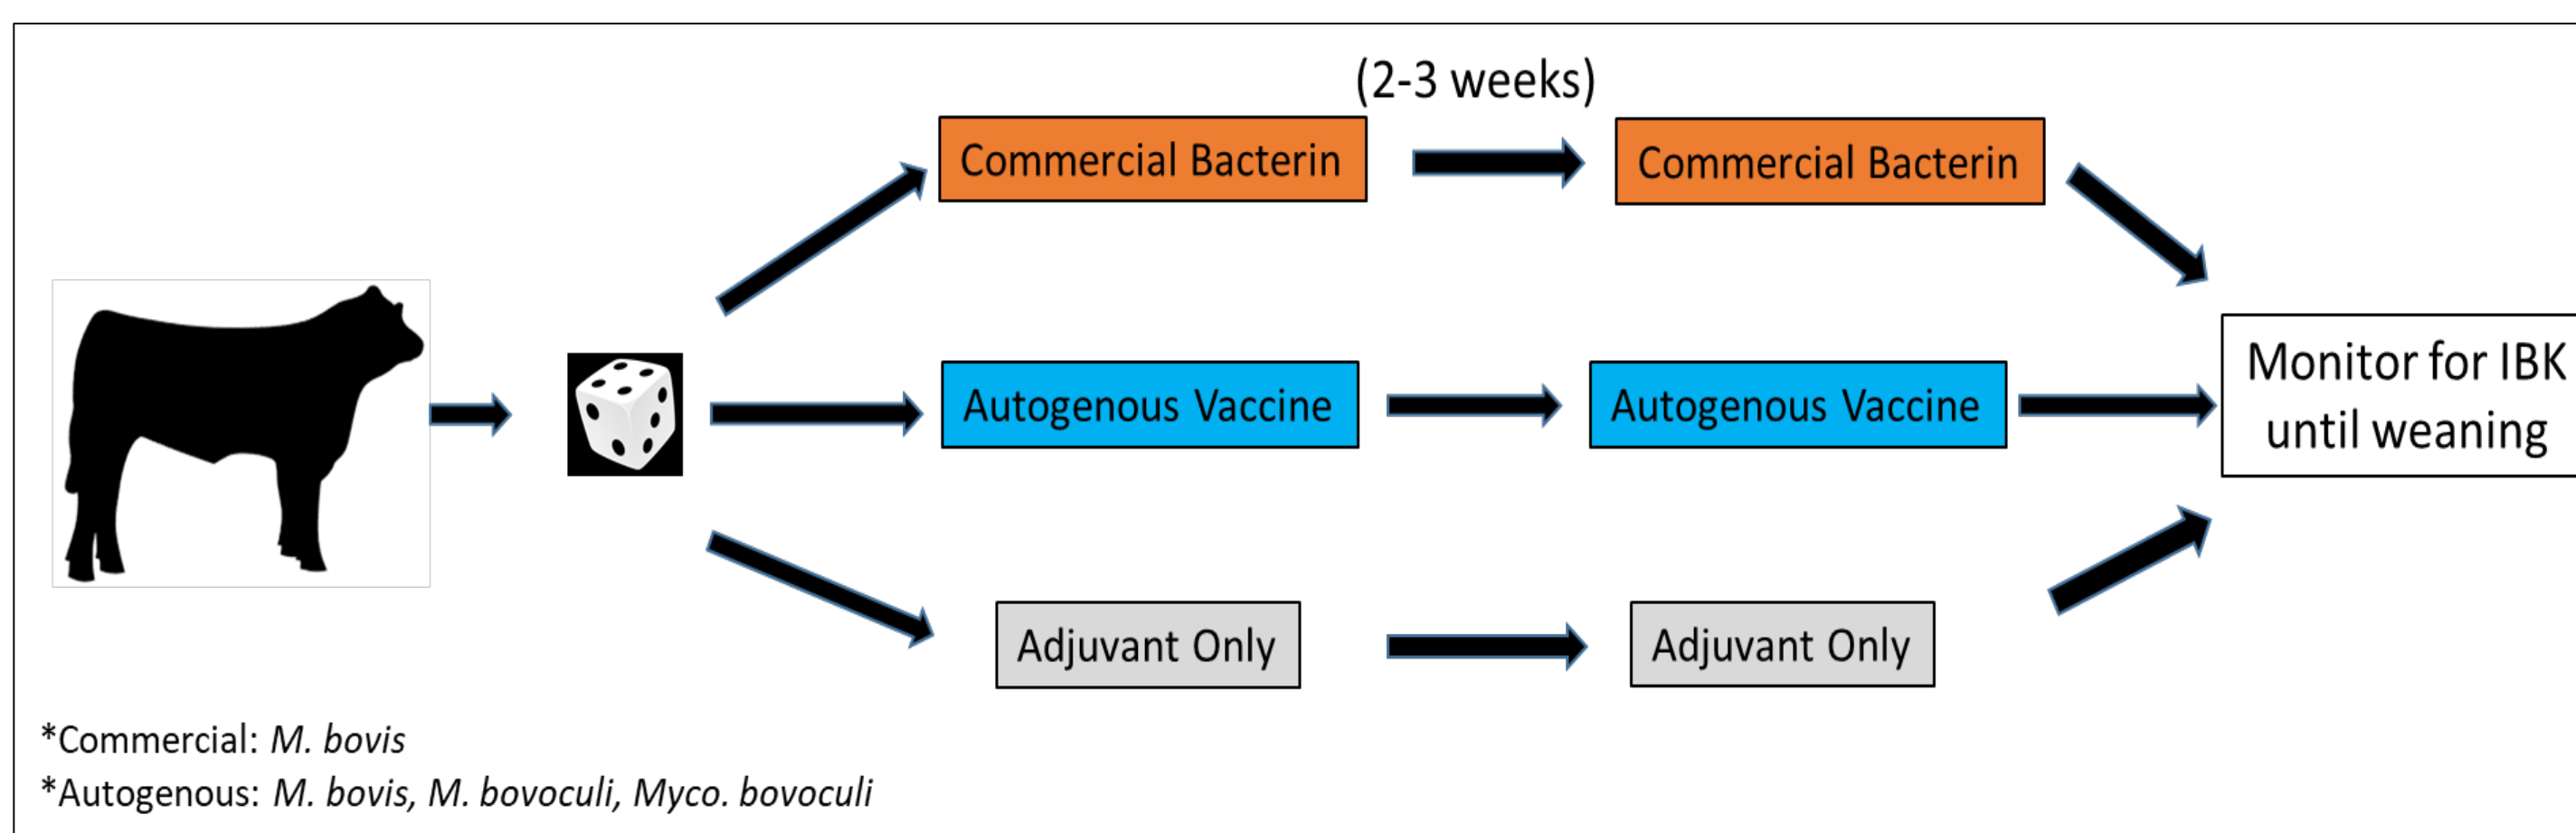 (2-3 weeks)
Commercial Bacterin
Commercial Bacterin
Autogenous Vaccine
Autogenous Vaccine
Monitor for IBK
until weaning
Adjuvant Only
Adjuvant Only
*Commercial: M. bovis
*Autogenous: M. bovis, M. bovoculi, Myco. bovoculi